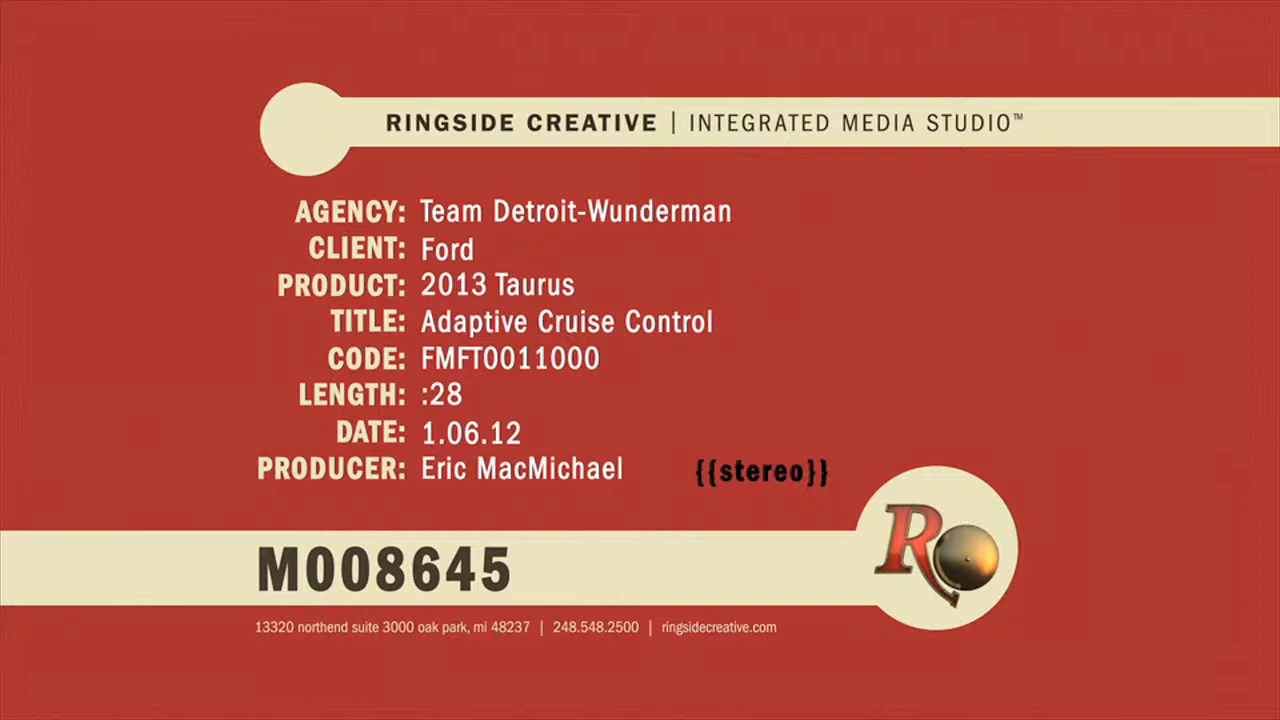 RINGSIDE CREATIVE | INTEGRATED MEDIA STUDIO™
AGENCY: Team Detroit-Wunderman
CLIENT: Ford
PRODUCT: 2013 Taurus
TITLE: Adaptive Cruise Control
CODE: FMFT0011000
LENGTH: :28
DATE: 1.06.12
PRODUCER: Eric MacMichael {{stereo}}
R
M008645
13320 northend suite 3000 oak park, mi 48237 | 248.548.2500 | ringsidecreative.com